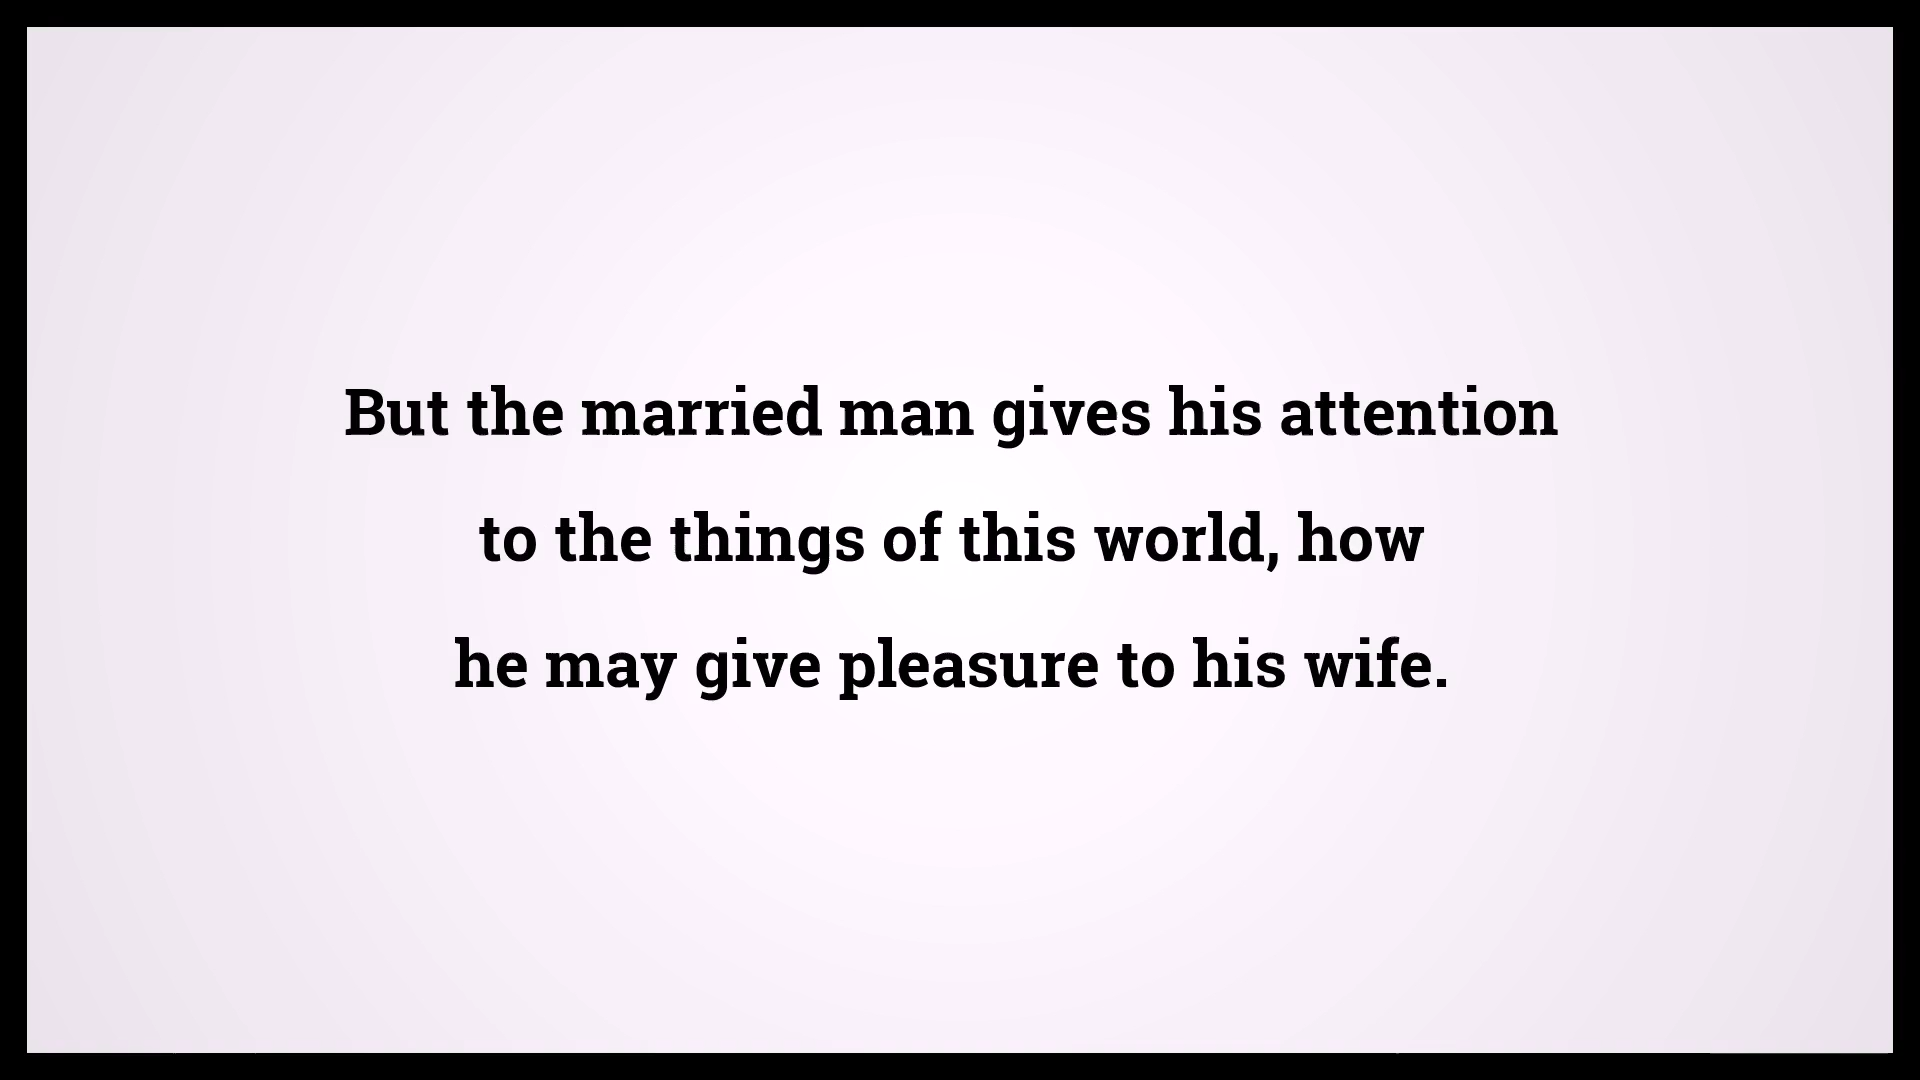 But the married man gives his attention
to the things of this world, how
he may give pleasure to his wife.